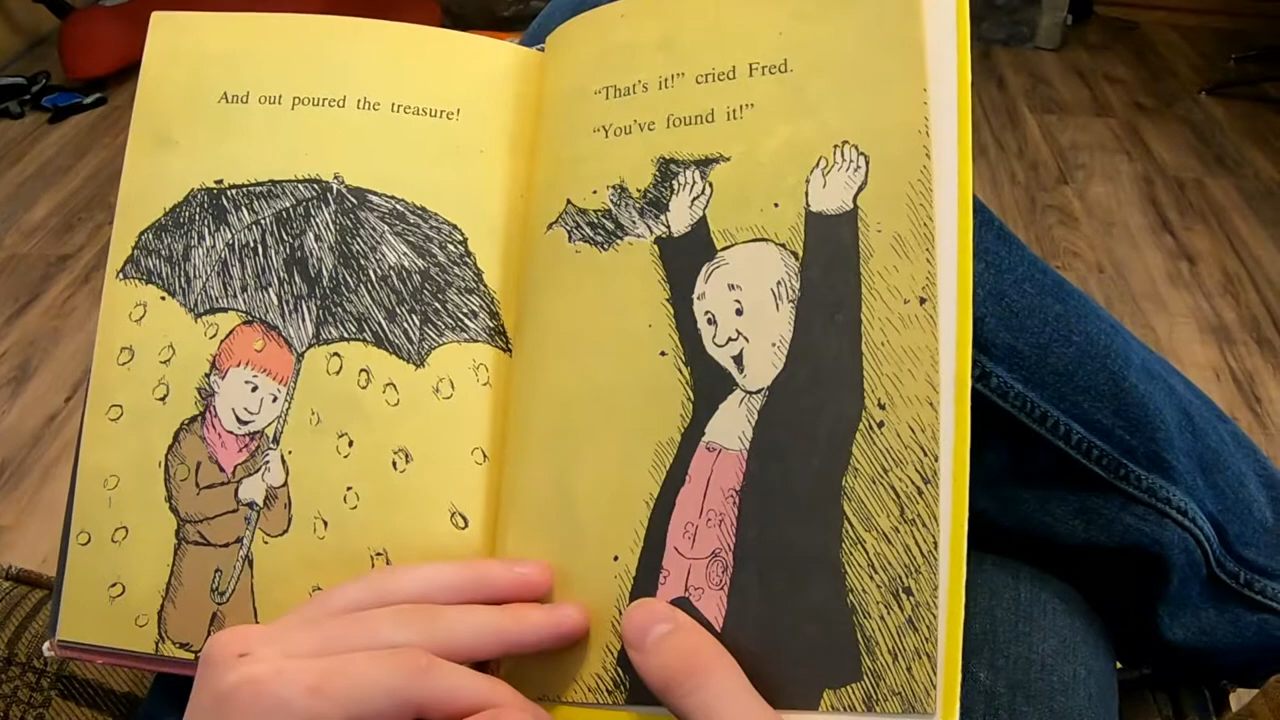 And out poured the treasure!
“That's it!” cried Fred.
“You've found it!”